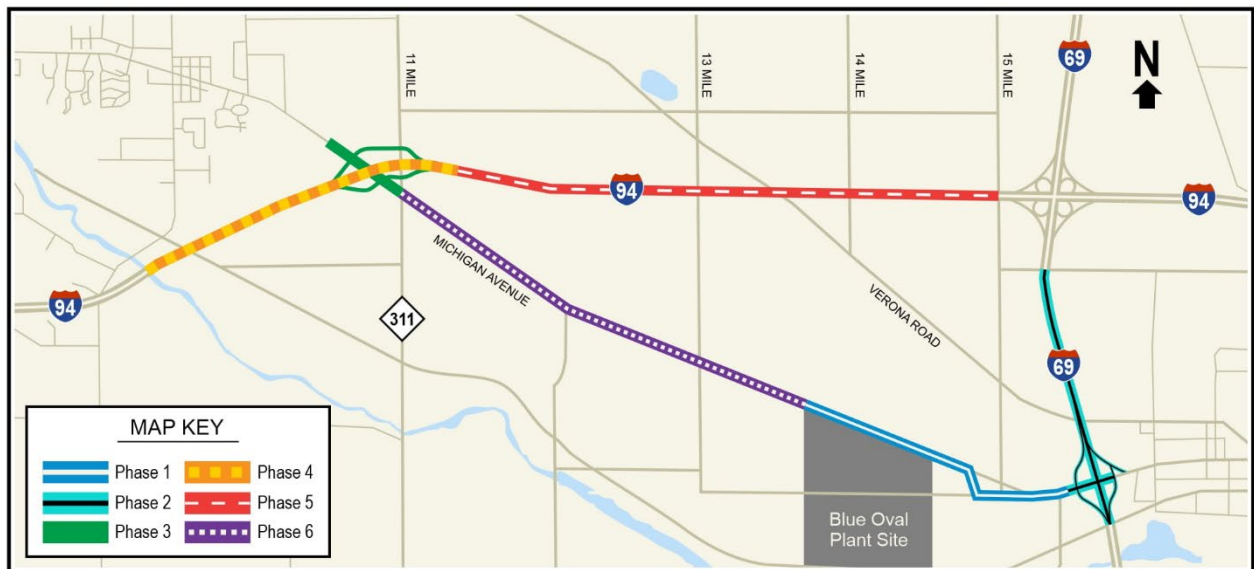 11 MILE
13 MILE
14 MILE
15 MILE
69
N
94
94
MICHIGAN AVENUE
94
311
VERONA ROAD
69
MAP KEY
Phase 1
Phase 4
Phase 2
Phase 5
Phase 3
Phase 6
Blue Oval
Plant Site